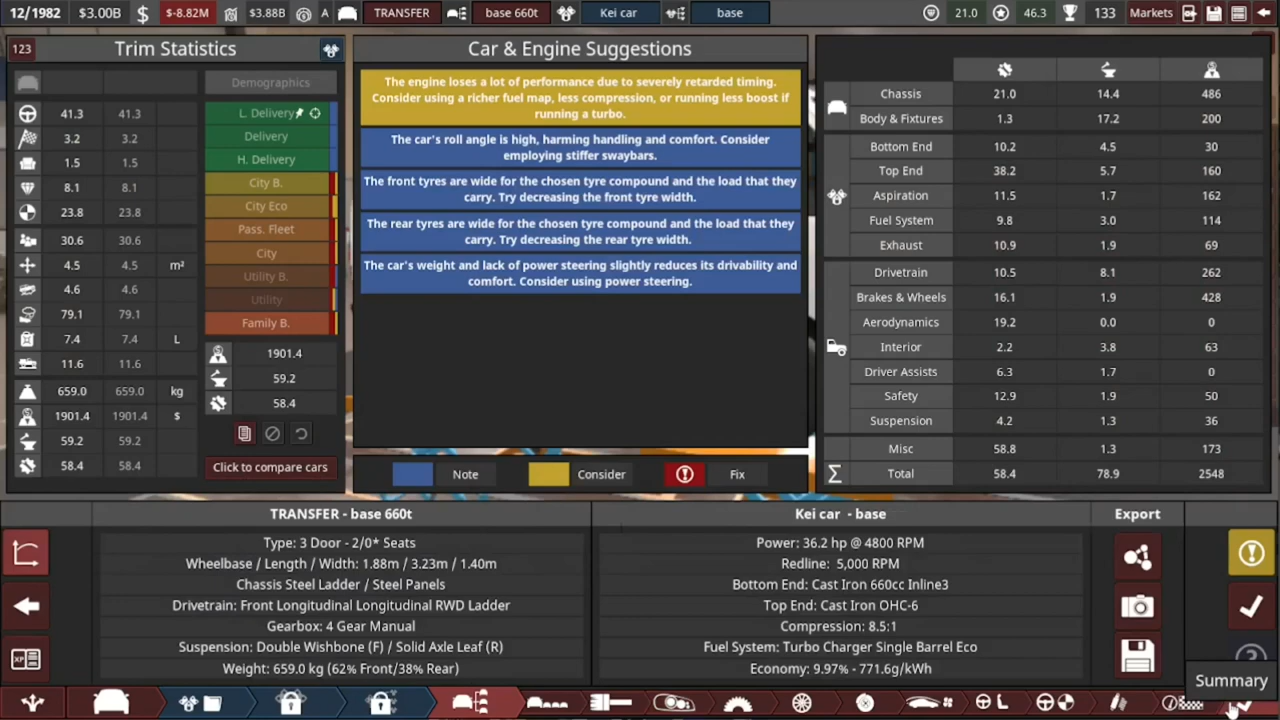 12/1982 $3.00B $ $-8.82M $3.88B A TRANSFER base 660t Kei car base 21.0 46.3 133 Markets
123 Trim Statistics
Demographics
41.3 41.3
3.2 3.2
1.5 1.5
8.1 8.1
23.8 23.8
30.6 30.6
4.5 4.5 m²
4.6 4.6
79.1 79.1
7.4 7.4 L
11.6 11.6
659.0 659.0 kg
1901.4 1901.4 $
59.2 59.2
58.4 58.4
L. Delivery
Delivery
H. Delivery
City B.
City Eco
Pass. Fleet
City
Utility B.
Utility
Family B.
1901.4
59.2
58.4
Click to compare cars
Car & Engine Suggestions
The engine loses a lot of performance due to severely retarded timing.
Consider using a richer fuel map, less compression, or running less boost if
running a turbo.
The car's roll angle is high, harming handling and comfort. Consider
employing stiffer swaybars.
The front tyres are wide for the chosen tyre compound and the load that they
carry. Try decreasing the front tyre width.
The rear tyres are wide for the chosen tyre compound and the load that they
carry. Try decreasing the rear tyre width.
The car's weight and lack of power steering slightly reduces its drivability and
comfort. Consider using power steering.
Note Consider Fix
Chassis 21.0 14.4 486
Body & Fixtures 1.3 17.2 200
Bottom End 10.2 4.5 30
Top End 38.2 5.7 160
Aspiration 11.5 1.7 162
Fuel System 9.8 3.0 114
Exhaust 10.9 1.9 69
Drivetrain 10.5 8.1 262
Brakes & Wheels 16.1 1.9 428
Aerodynamics 19.2 0.0 0
Interior 2.2 3.8 63
Driver Assists 6.3 1.7 0
Safety 12.9 1.9 50
Suspension 4.2 1.3 36
Misc 58.8 1.3 173
Σ Total 58.4 78.9 2548
TRANSFER - base 660t
Type: 3 Door - 2/0* Seats
Wheelbase / Length / Width: 1.88m / 3.23m / 1.40m
Chassis Steel Ladder / Steel Panels
Drivetrain: Front Longitudinal Longitudinal RWD Ladder
Gearbox: 4 Gear Manual
Suspension: Double Wishbone (F) / Solid Axle Leaf (R)
Weight: 659.0 kg (62% Front/38% Rear)
Kei car - base
Power: 36.2 hp @ 4800 RPM
Redline: 5,000 RPM
Bottom End: Cast Iron 660cc Inline3
Top End: Cast Iron OHC-6
Compression: 8.5:1
Fuel System: Turbo Charger Single Barrel Eco
Economy: 9.97% - 771.6g/kWh
Export
XP
Summary